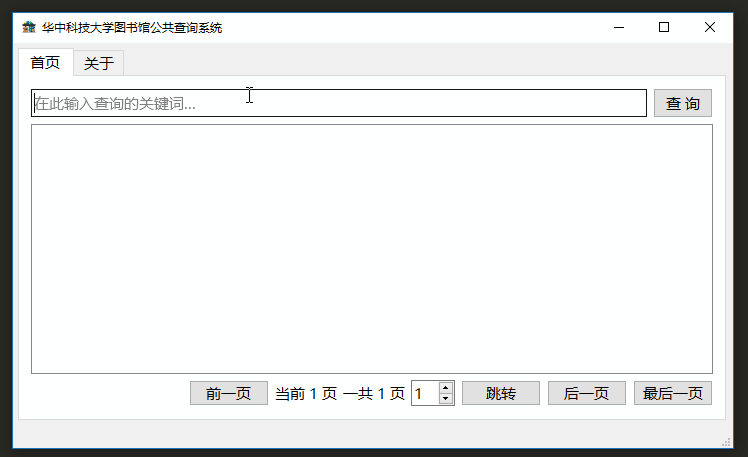 华中科技大学图书馆公共查询系统
首页 关于
在此输入查询的关键词... 查 询
前一页 当前 1 页 一共 1 页 1 跳转 后一页 最后一页